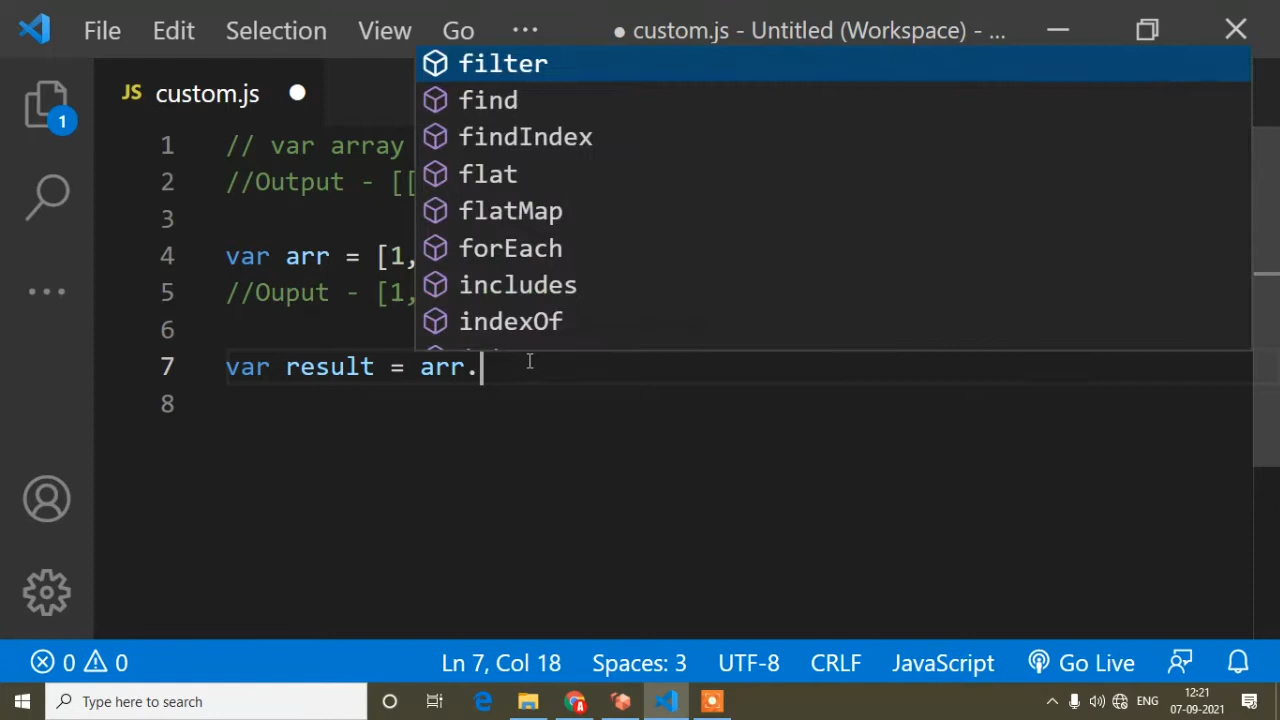 File Edit Selection View Go ··· ● custom.js - Untitled (Workspace) - ...
JS custom.js ●
1
filter
find
findIndex
flat
flatMap
forEach
includes
indexOf
1 // var array
2 //Output - [[
3
4 var arr = [1,
5 //Ouput - [1,
6
7 var result = arr.
8
0 0 Ln 7, Col 18 Spaces: 3 UTF-8 CRLF JavaScript Go Live
Type here to search ENG 12:21
07-09-2021